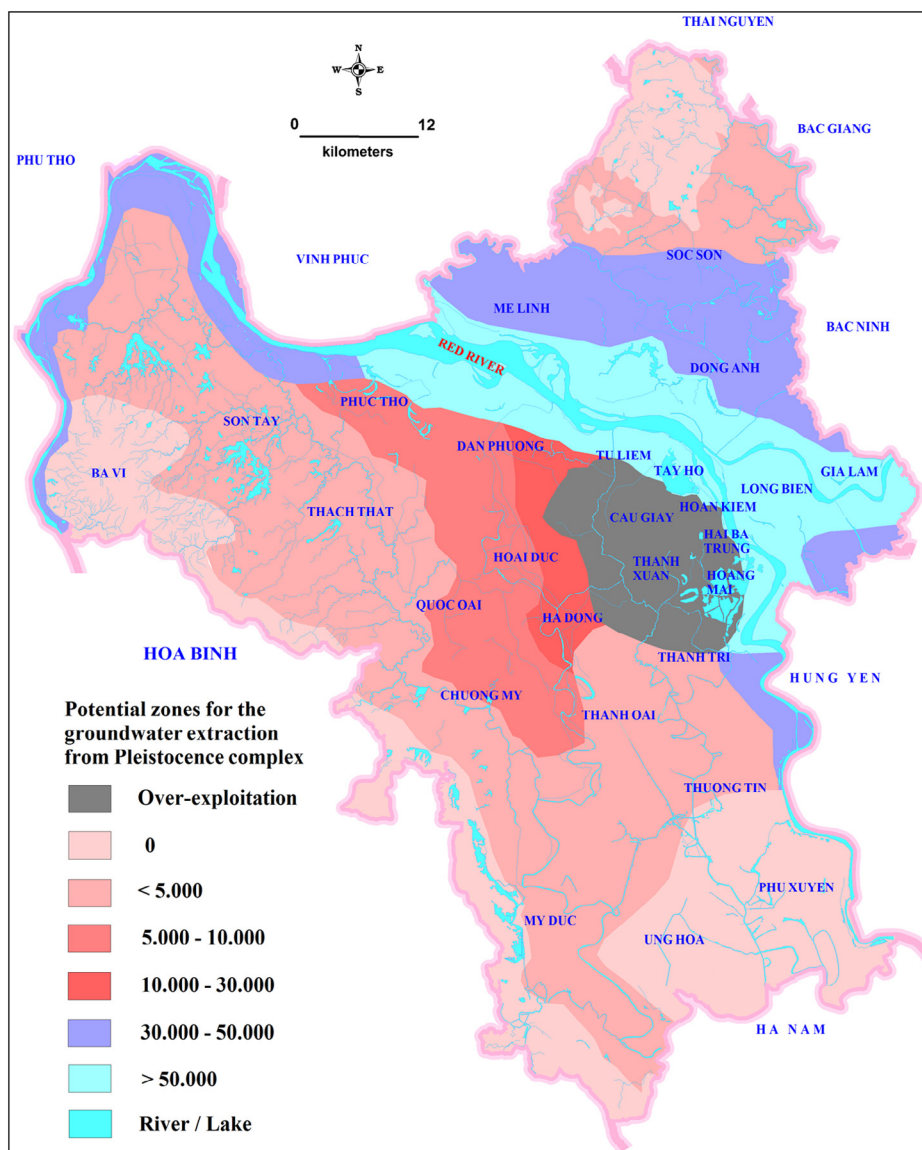 THAI NGUYEN
N
W E
S
BAC GIANG
0 12
kilometers
PHU THO
SOC SON
VINH PHUC
ME LINH
BAC NINH
RED RIVER
DONG ANH
PHUC THO
SON TAY
DAN PHUONG
TU LIEM
TAY HO
GIA LAM
BA VI
LONG BIEN
HOAN KIEM
THACH THAT
CAU GIAY
HAI BA
TRUNG
HOAI DUC
THANH
XUAN
HOANG
MAI
QUOC OAI
HA DONG
HOA BINH
THANH TRI
HUNG YEN
CHUONG MY
THANH OAI
Potential zones for the
groundwater extraction
from Pleistocence complex
THUONG TIN
Over-exploitation
0
< 5.000
PHU XUYEN
MY DUC
5.000 - 10.000
UNG HOA
10.000 - 30.000
30.000 - 50.000
HA NAM
> 50.000
River / Lake